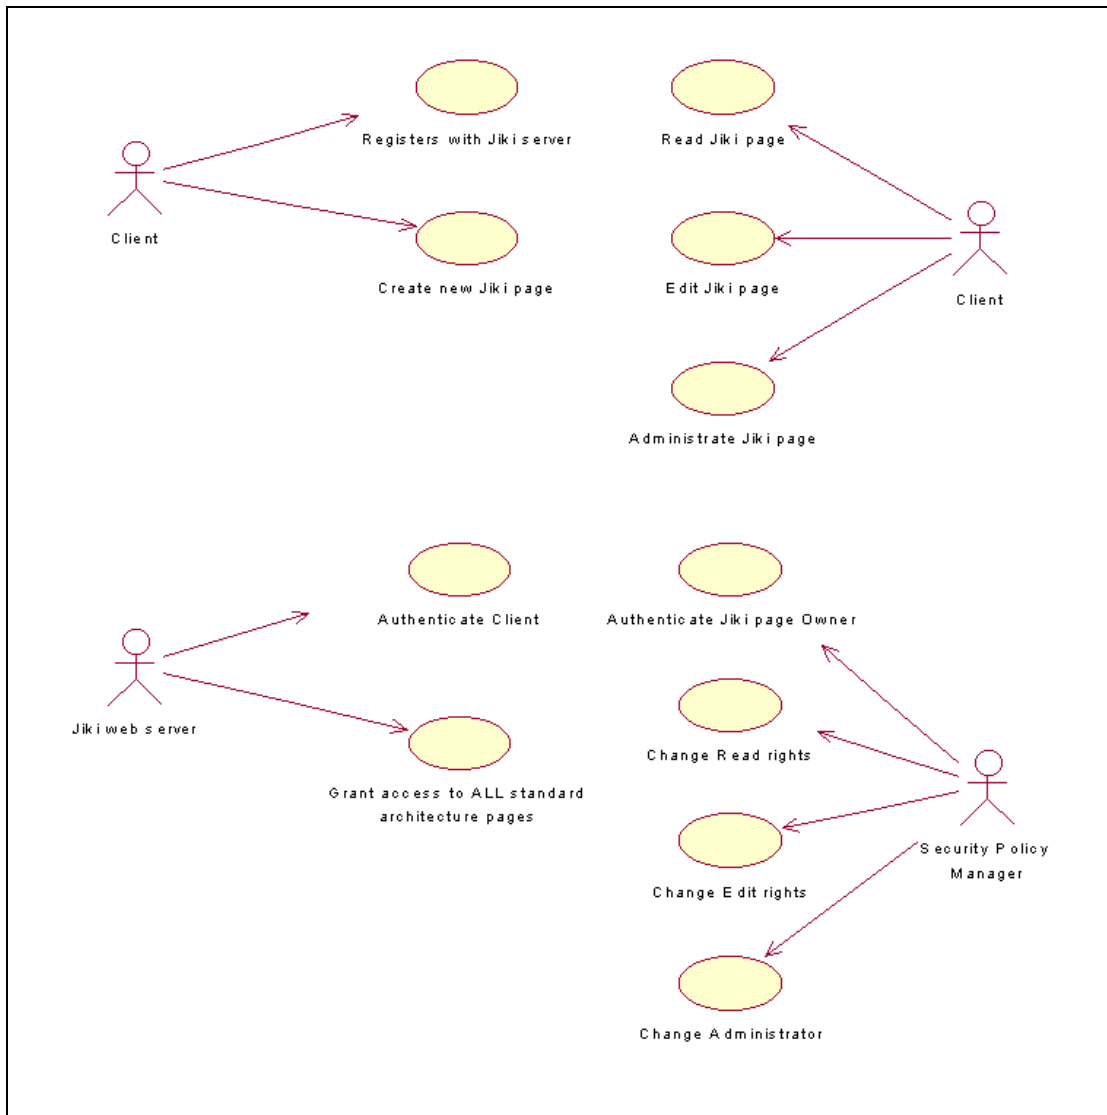 Registers with Jiki server
Read Jiki page
Client
Create new Jiki page
Edit Jiki page
Client
Administrate Jiki page
Authenticate Client
Authenticate Jiki page Owner
Jiki web server
Change Read rights
Grant access to ALL standard
architecture pages
Security Policy
Manager
Change Edit rights
Change Administrator